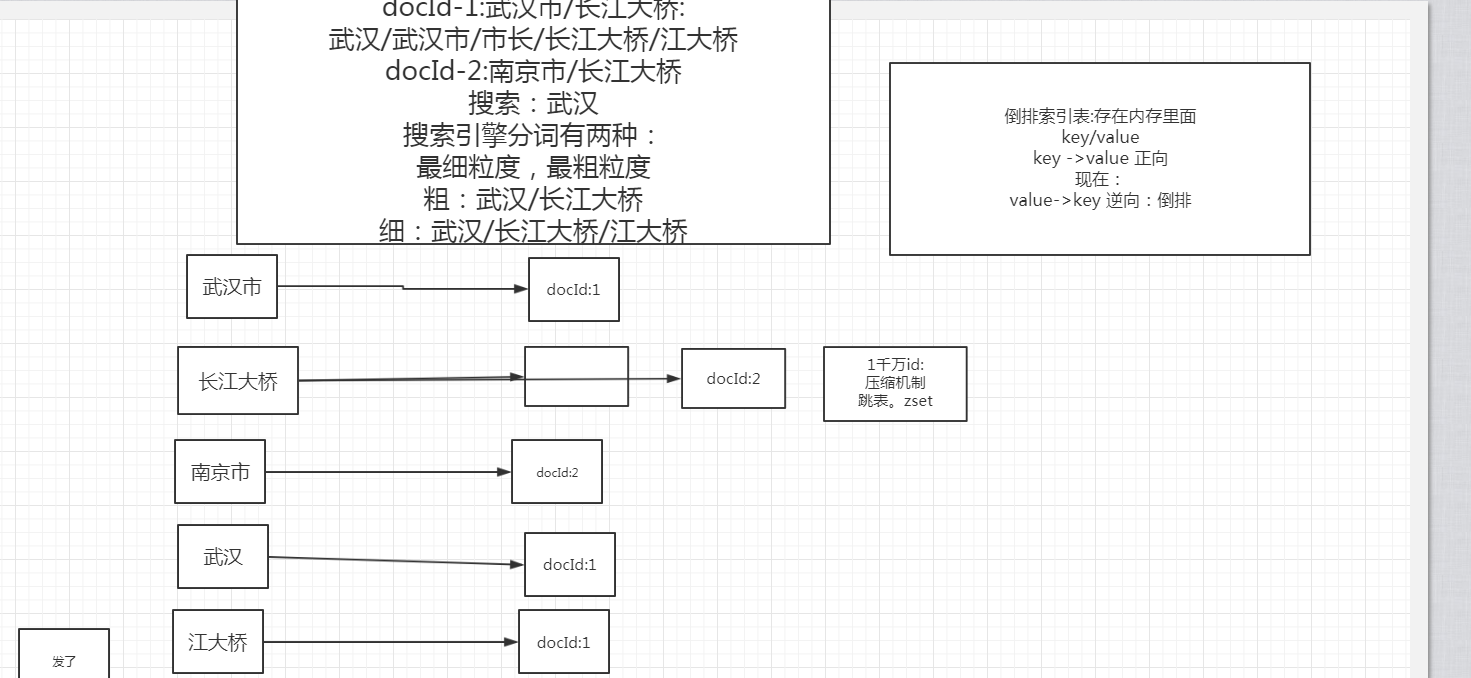 docId-1:武汉市/长江大桥:
武汉/武汉市/市长/长江大桥/江大桥
docId-2:南京市/长江大桥
搜索：武汉
搜索引擎分词有两种：
最细粒度，最粗粒度
粗：武汉/长江大桥
细：武汉/长江大桥/江大桥
倒排索引表:存在内存里面
key/value
key ->value 正向
现在：
value->key 逆向：倒排
武汉市
docId:1
长江大桥
docId:2
1千万id:
压缩机制
跳表。zset
南京市
docId:2
武汉
docId:1
江大桥
docId:1
发了